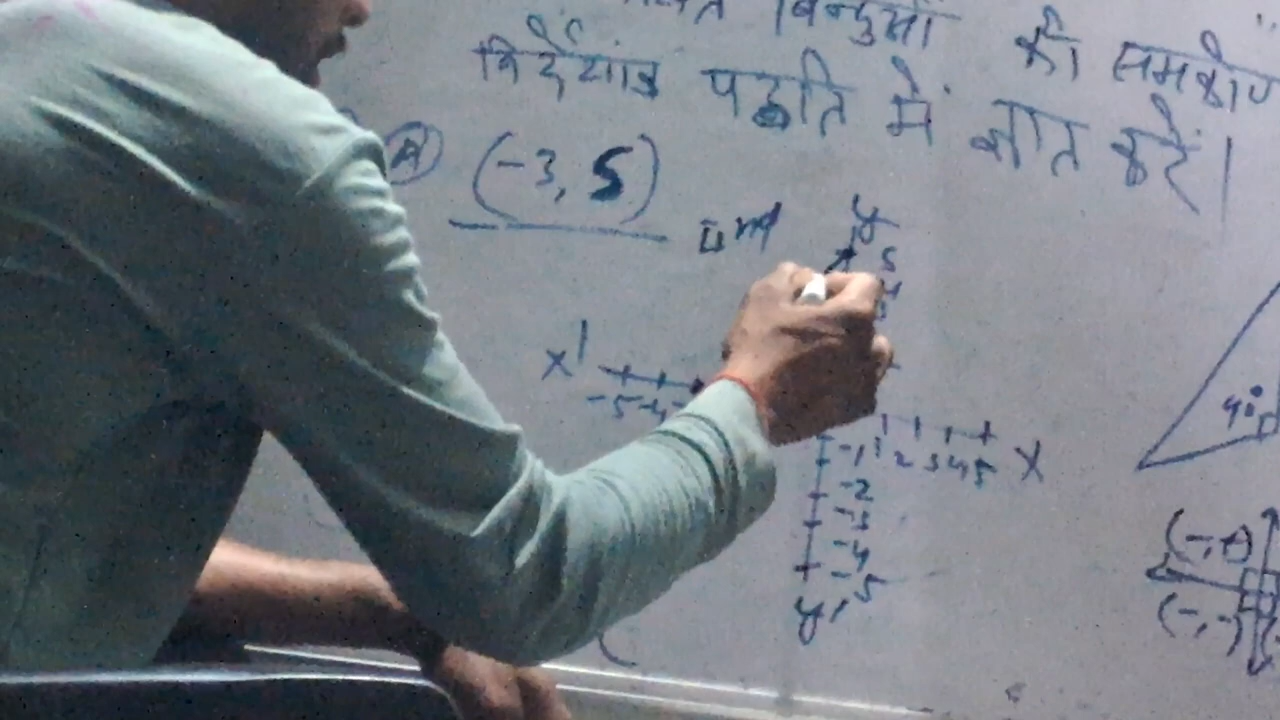 बिन्दुओं को समकोण
निर्देशांक पद्धति में ज्ञात करें।
(A) (-3, 5)
y
5
x'
-5 -4
1 2 3 4 5 X
-1
-2
-3
-4
-5
y'
90°
(-,+)
(-,-)